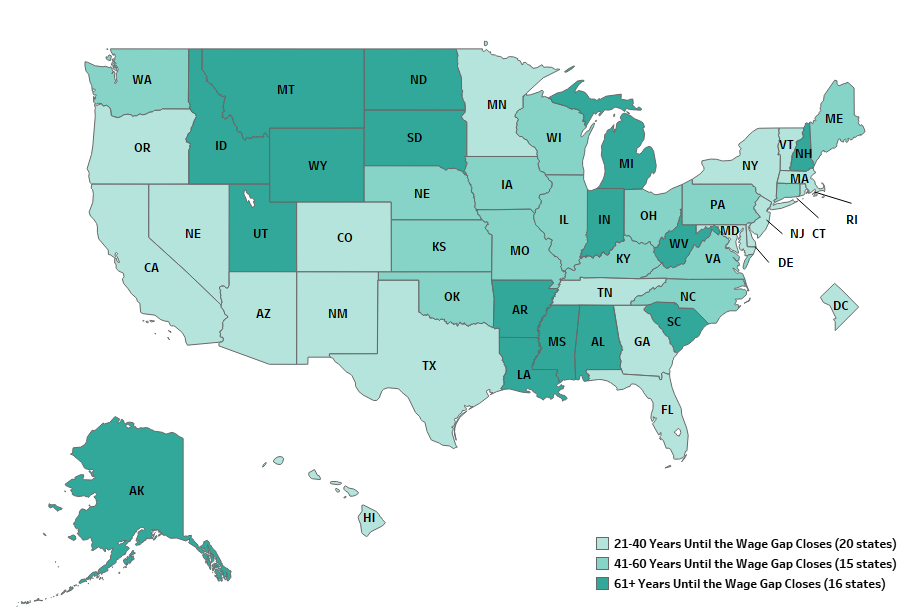 WA
MT
ND
MN
ME
OR
ID
SD
WI
VT
NH
WY
MI
NY
MA
NE
IA
PA
RI
NE
UT
CO
IL
IN
OH
MD
NJ
CT
KS
MO
WV
VA
DE
CA
KY
AZ
NM
OK
AR
TN
NC
DC
SC
MS
AL
GA
TX
LA
FL
AK
HI
21-40 Years Until the Wage Gap Closes (20 states)
41-60 Years Until the Wage Gap Closes (15 states)
61+ Years Until the Wage Gap Closes (16 states)